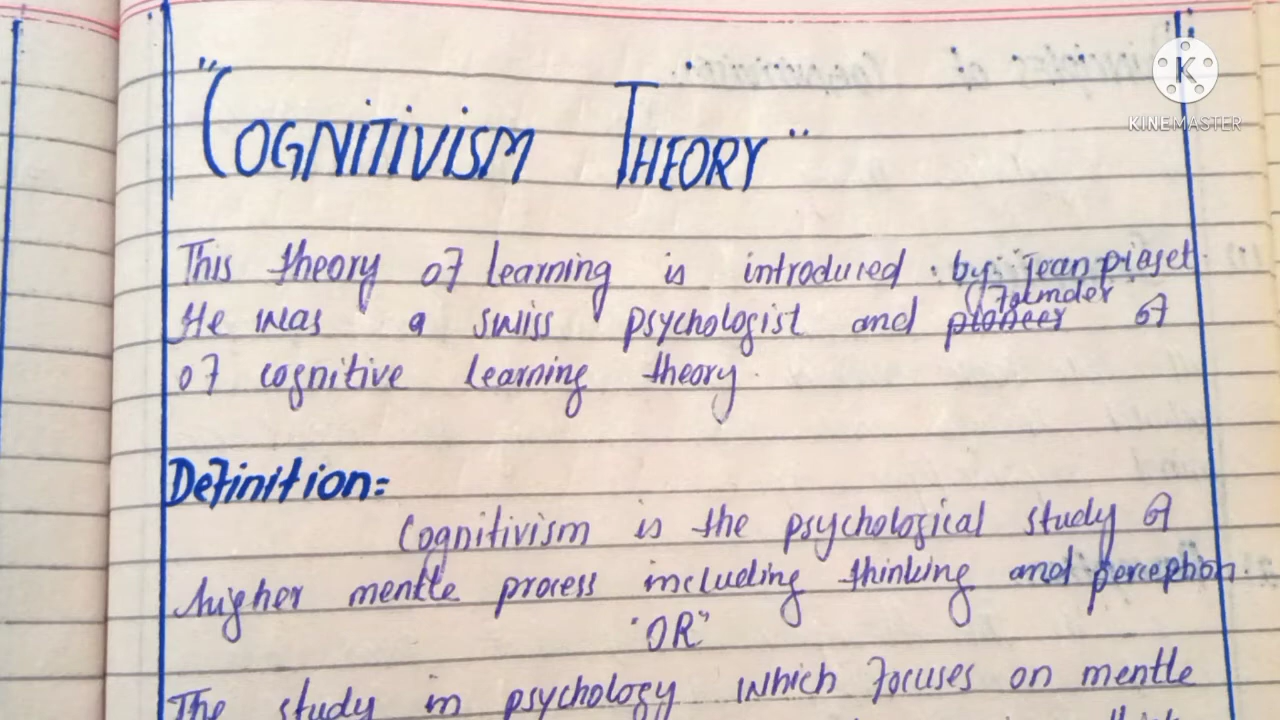 "COGNITIVISM THEORY"
This theory of learning is introduced by: Jean piaget.
He was a swiss psychologist and pioneer founder of
of cognitive learning theory.
Definition:
Cognitivism is the psychological study of
higher mentle process including thinking and perception.
"OR"
The study in psychology which focuses on mentle
K
KINEMASTER